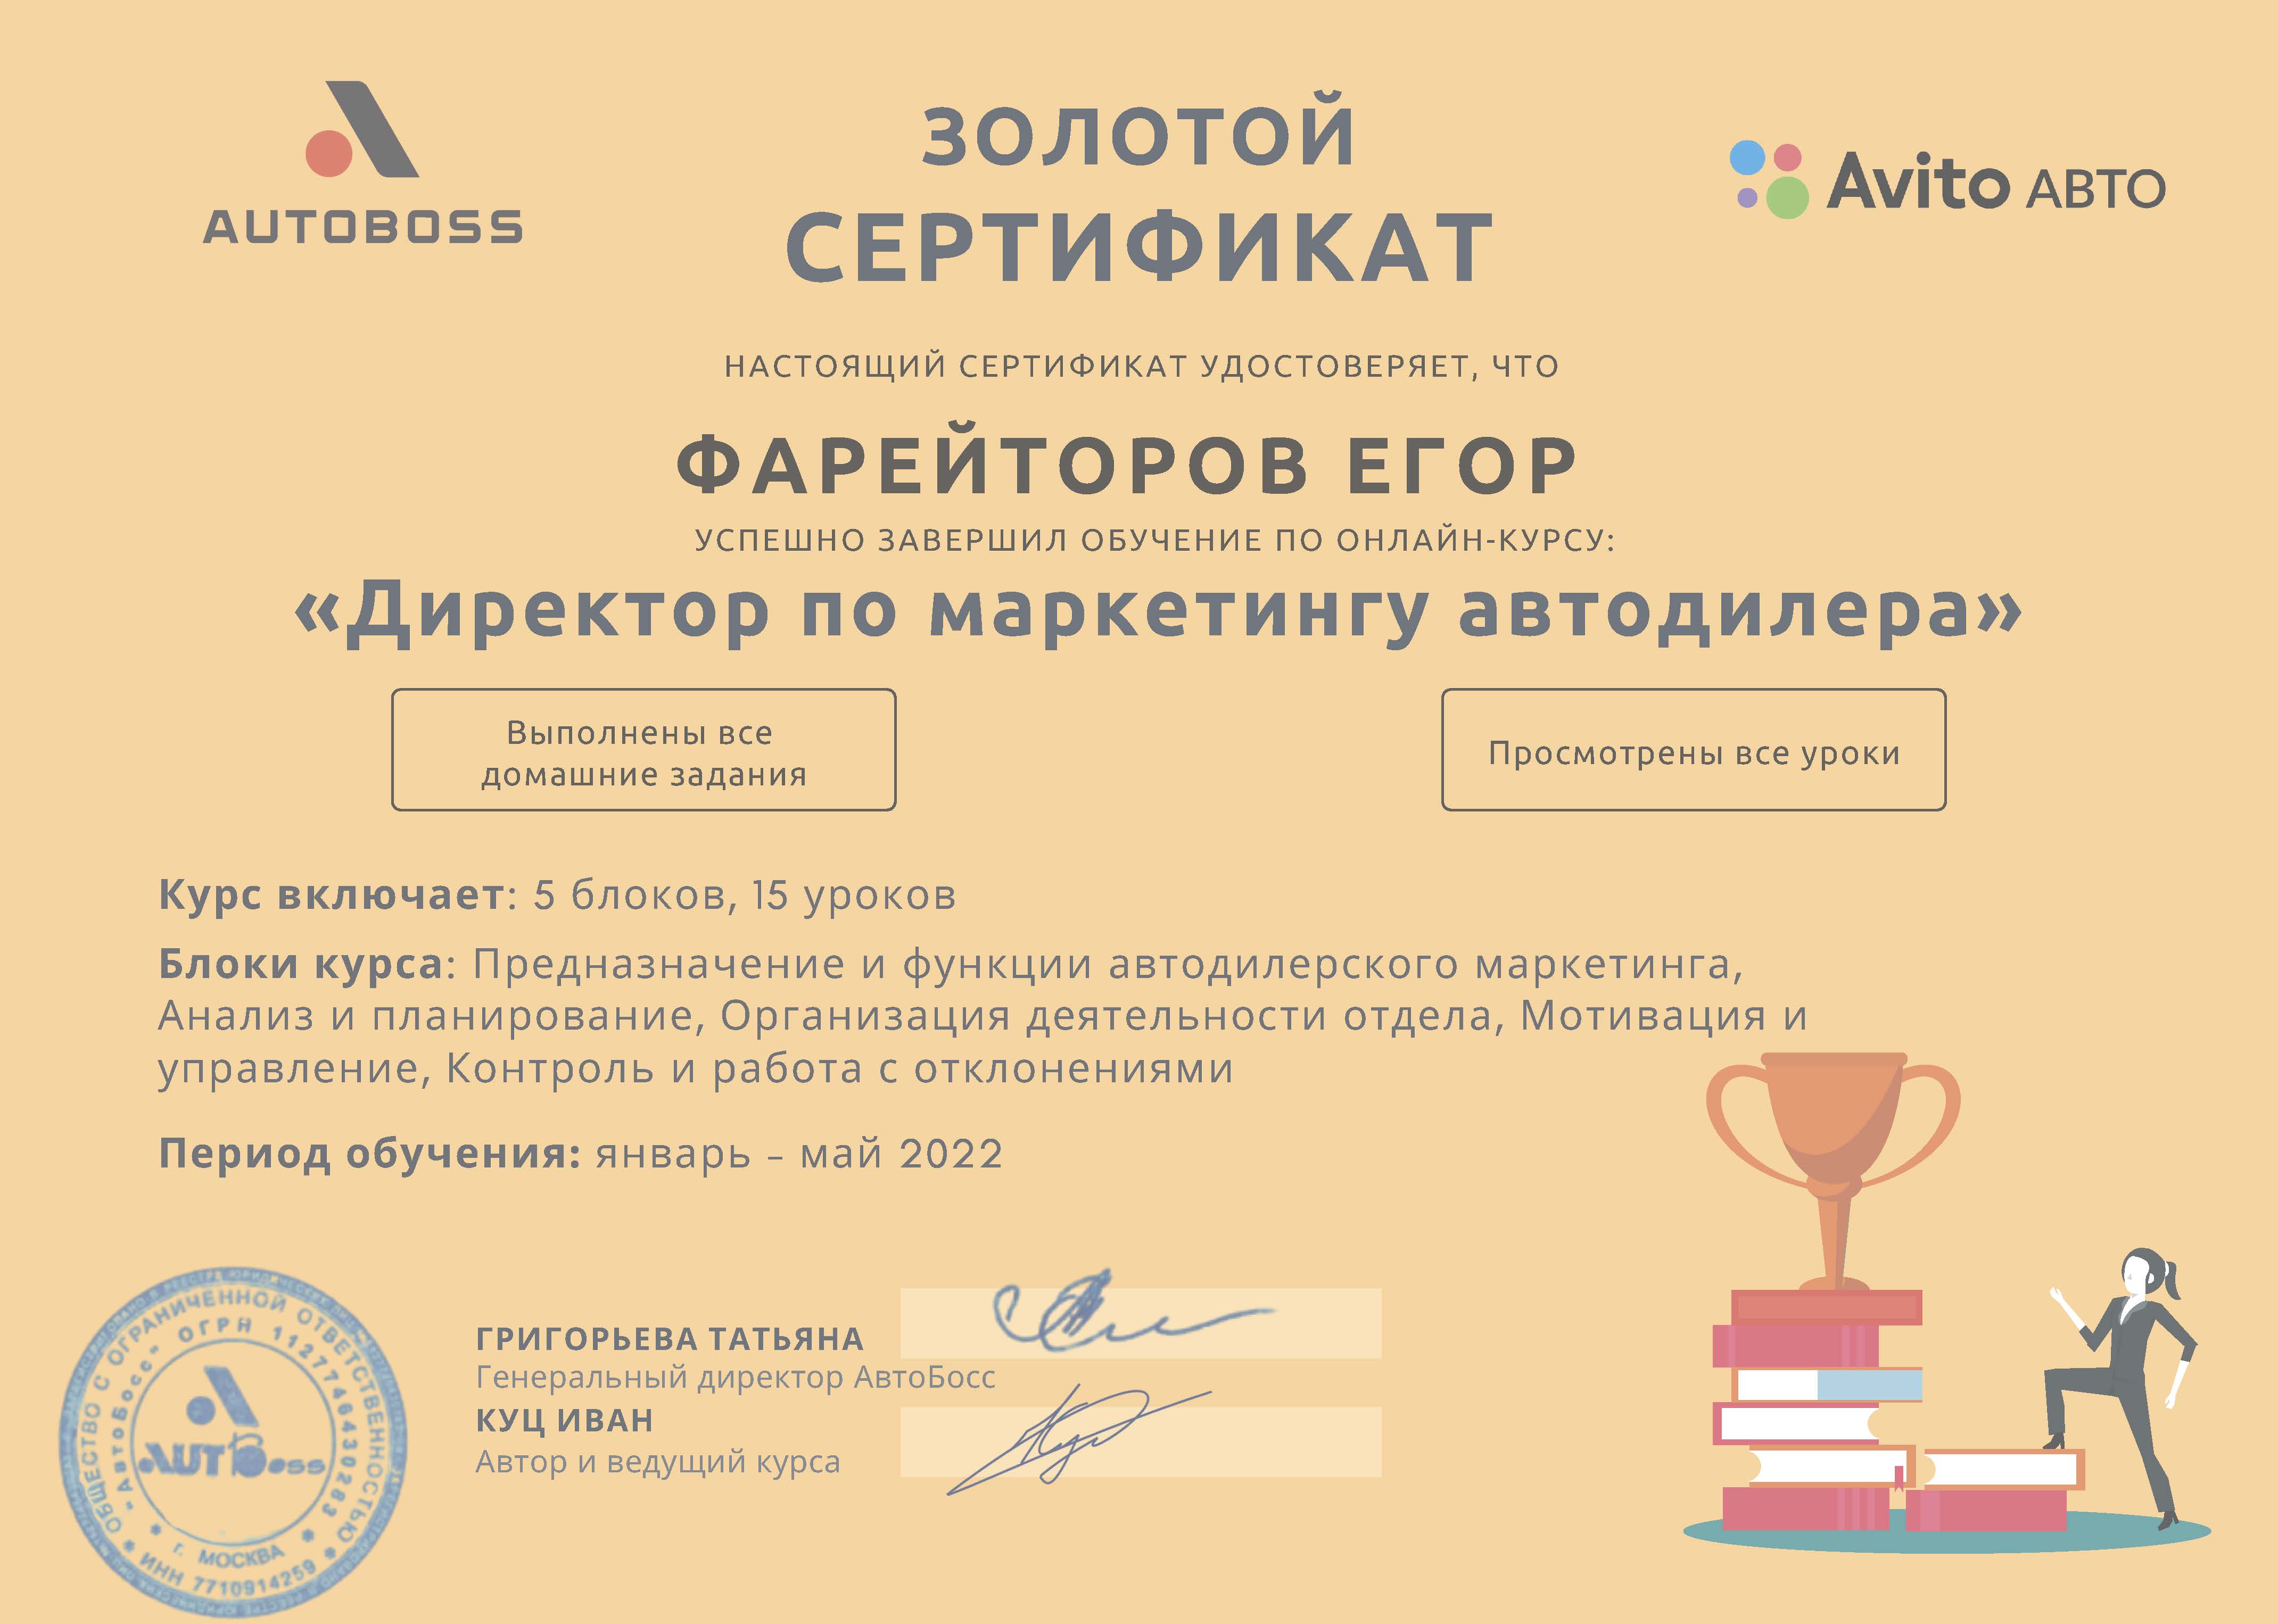 AUTOBOSS
ЗОЛОТОЙ
СЕРТИФИКАТ
Avito АВТО
НАСТОЯЩИЙ СЕРТИФИКАТ УДОСТОВЕРЯЕТ, ЧТО
ФАРЕЙТОРОВ ЕГОР
УСПЕШНО ЗАВЕРШИЛ ОБУЧЕНИЕ ПО ОНЛАЙН-КУРСУ:
«Директор по маркетингу автодилера»
Выполнены все
домашние задания
Просмотрены все уроки
Курс включает: 5 блоков, 15 уроков
Блоки курса: Предназначение и функции автодилерского маркетинга,
Анализ и планирование, Организация деятельности отдела, Мотивация и
управление, Контроль и работа с отклонениями
Период обучения: январь – май 2022
ГРИГОРЬЕВА ТАТЬЯНА
Генеральный директор АвтоБосс
КУЦ ИВАН
Автор и ведущий курса
ОБЩЕСТВО С ОГРАНИЧЕННОЙ ОТВЕТСТВЕННОСТЬЮ
"АвтоБосс" ОГРН 1127746430283
г. МОСКВА
ИНН 7710914259